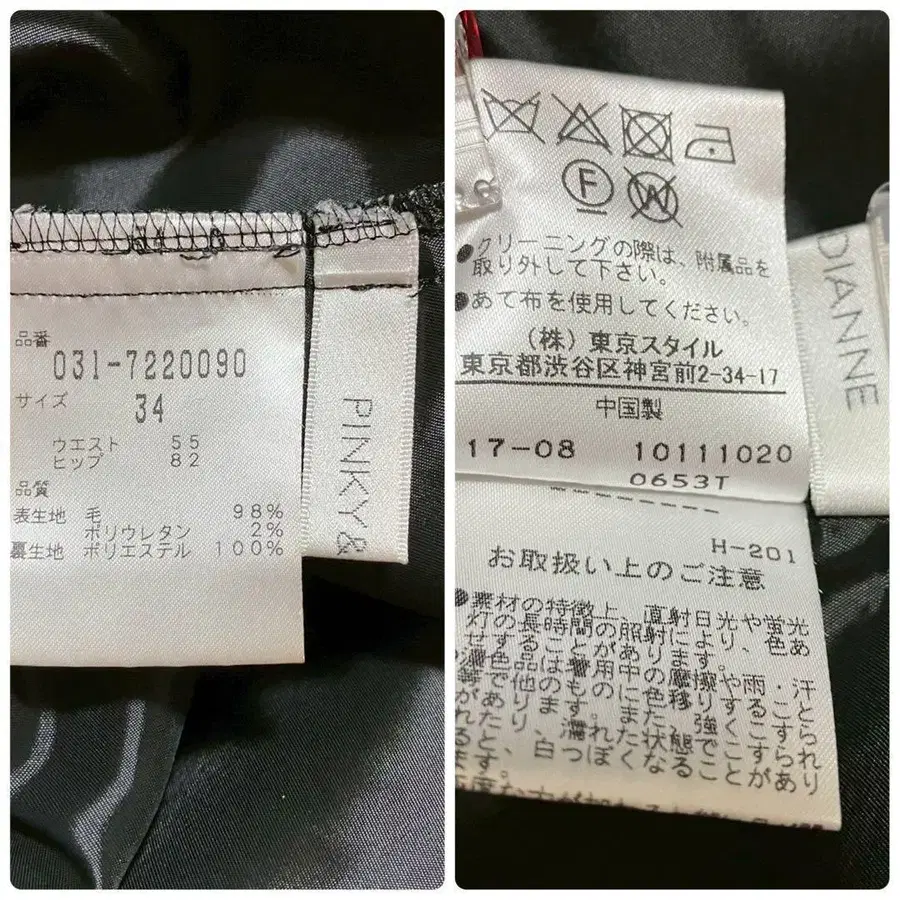 品番
031-7220090
サイズ
34
ウエスト 55
ヒップ 82
品質
表生地 毛 98%
ポリウレタン 2%
裏生地 ポリエステル 100%
PINKY&
DIANNE
F
W
●クリーニングの際は、附属品を
取り外して下さい。
●あて布を使用してください。
(株)東京スタイル
東京都渋谷区神宮前2-34-17
中国製
17-08 10111020
0653T
H-201
お取扱い上のご注意
●素材の特徴上、直射日光や蛍光
灯の長時間の照射により、色あ
せすることがあります。
濃色品は着用中の摩擦や雨・汗
等で他のものに色移りすること
があります。また、強くこすられ
たり、濡れた状態でこすられ
ると、白っぽくなることがあり
ます。